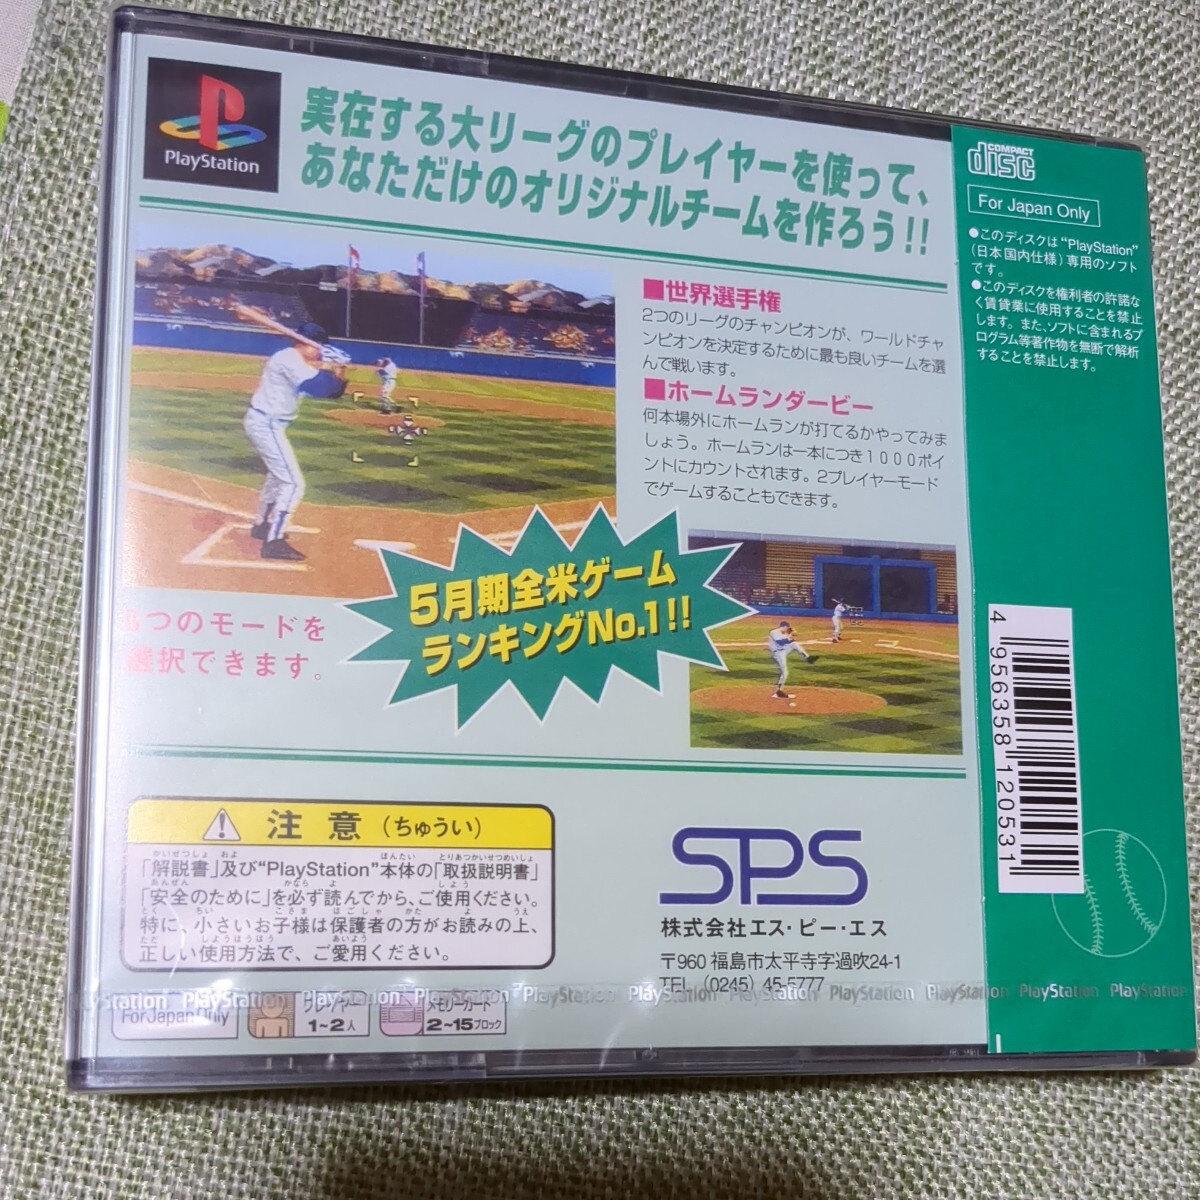 PlayStation
実在する大リーグのプレイヤーを使って、
あなただけのオリジナルチームを作ろう!!
■世界選手権
2つのリーグのチャンピオンが、ワールドチャ
ンピオンを決定するために最も良いチームを選
んで戦います。
■ホームランダービー
何本場外にホームランが打てるかやってみま
しょう。ホームランは一本につき1000ポイ
ントにカウントされます。2プレイヤーモード
でゲームすることもできます。
5月期全米ゲーム
ランキングNo.1!!
つのモードを
選択できます。
注意(ちゅうい)
「解説書」及び“PlayStation”本体の「取扱説明書」
「安全のために」を必ず読んでから、ご使用ください。
特に、小さいお子様は保護者の方がお読みの上、
正しい使用方法で、ご愛用ください。
SPS
株式会社エス・ピー・エス
〒960 福島市太平寺字過吹24-1
TEL (0245) 45-5777
PlayStation PlayStation PlayStation PlayStation PlayStation PlayStation PlayStation PlayStation PlayStation PlayStation PlayStation
For Japan Only
プレイヤー
1~2人
メモリーカード
2~15ブロック
COMPACT
disc
For Japan Only
●このディスクは“PlayStation”
(日本国内仕様)専用のソフト
です。
●このディスクを権利者の許諾な
く賃貸業に使用することを禁止
します。また、ソフトに含まれるプ
ログラム等著作物を無断で解析
することを禁止します。
4 956358 120531